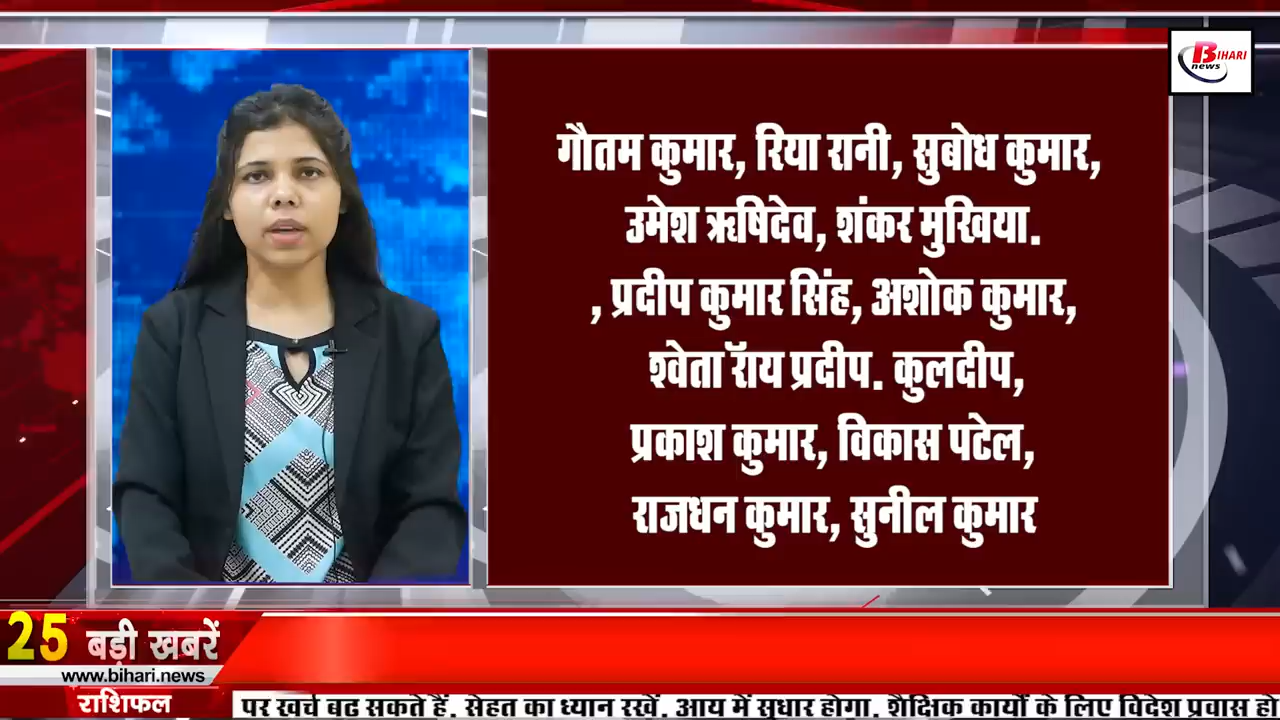 BIHARI
news
गौतम कुमार, रिया रानी, सुबोध कुमार,
उमेश ऋषिदेव, शंकर मुखिया.
, प्रदीप कुमार सिंह, अशोक कुमार,
श्वेता रॅाय प्रदीप. कुलदीप,
प्रकाश कुमार, विकास पटेल,
राजधन कुमार, सुनील कुमार
25 बड़ी खबरें
www.bihari.news
राशिफल
पर खर्च बढ़ सकते हैं. सेहत का ध्यान रखें. आय में सुधार होगा. शैक्षिक कार्यों के लिए विदेश प्रवास हो